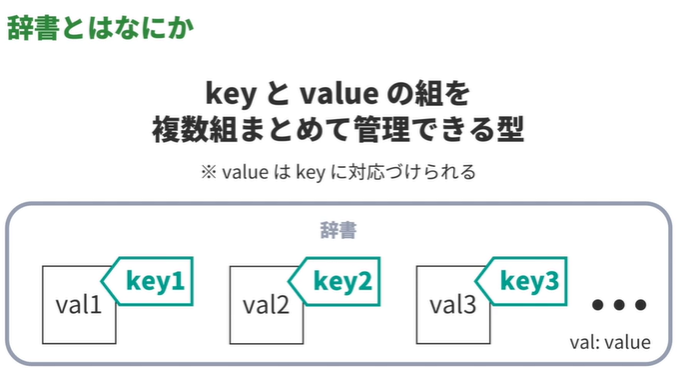 辞書とはなにか
key と value の組を
複数組まとめて管理できる型
※ value は key に対応づけられる
辞書
val1 key1 val2 key2 val3 key3
val: value